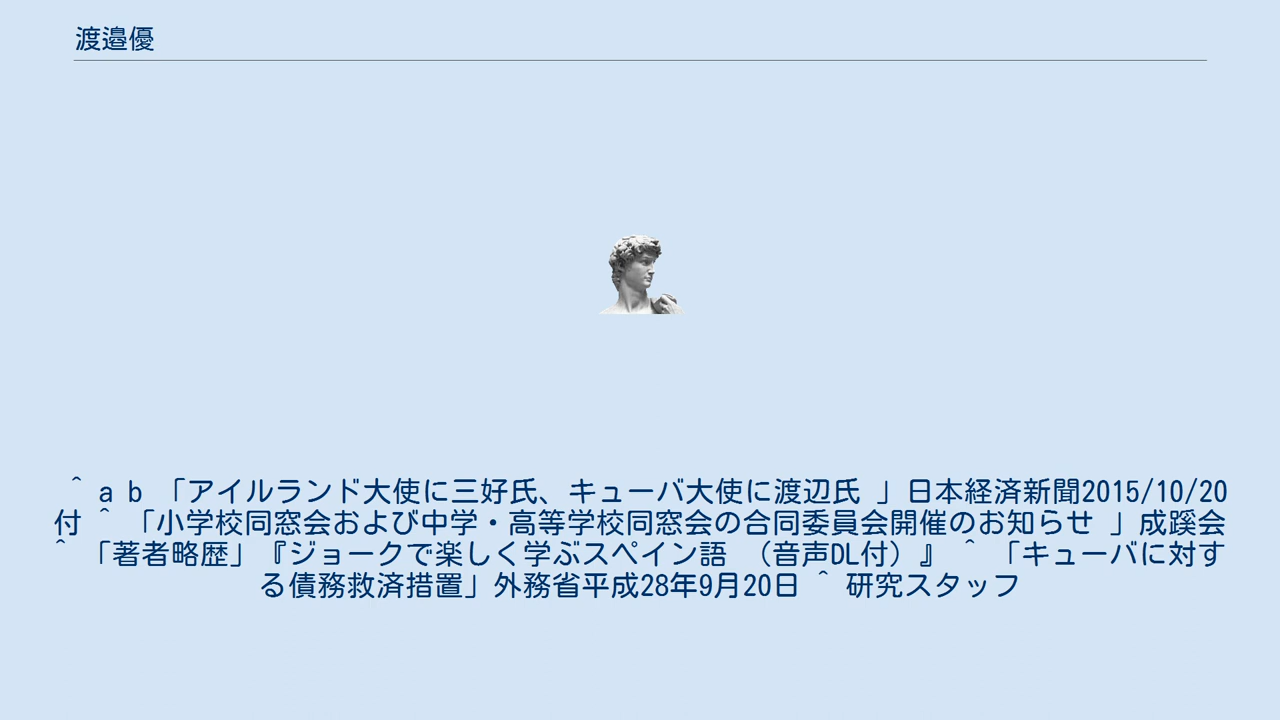 渡邉優
^ a b 「アイルランド大使に三好氏、キューバ大使に渡辺氏 」日本経済新聞2015/10/20
付 ^ 「小学校同窓会および中学・高等学校同窓会の合同委員会開催のお知らせ 」成蹊会
^ 「著者略歴」『ジョークで楽しく学ぶスペイン語 （音声DL付）』 ^ 「キューバに対す
る債務救済措置」外務省平成28年9月20日 ^ 研究スタッフ